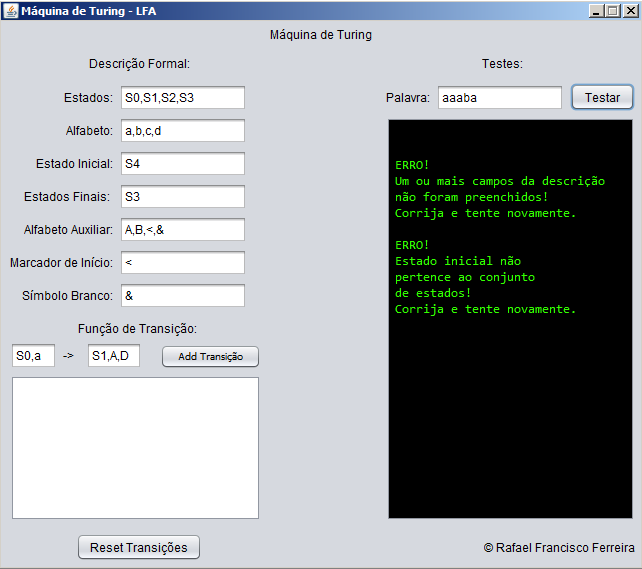 Máquina de Turing - LFA
Máquina de Turing
Descrição Formal:
Estados: S0,S1,S2,S3
Alfabeto: a,b,c,d
Estado Inicial: S4
Estados Finais: S3
Alfabeto Auxiliar: A,B,<,&
Marcador de Início: <
Símbolo Branco: &
Função de Transição:
S0,a -> S1,A,D Add Transição
Reset Transições
Testes:
Palavra: aaaba Testar
ERRO!
Um ou mais campos da descrição
não foram preenchidos!
Corrija e tente novamente.
ERRO!
Estado inicial não
pertence ao conjunto
de estados!
Corrija e tente novamente.
© Rafael Francisco Ferreira